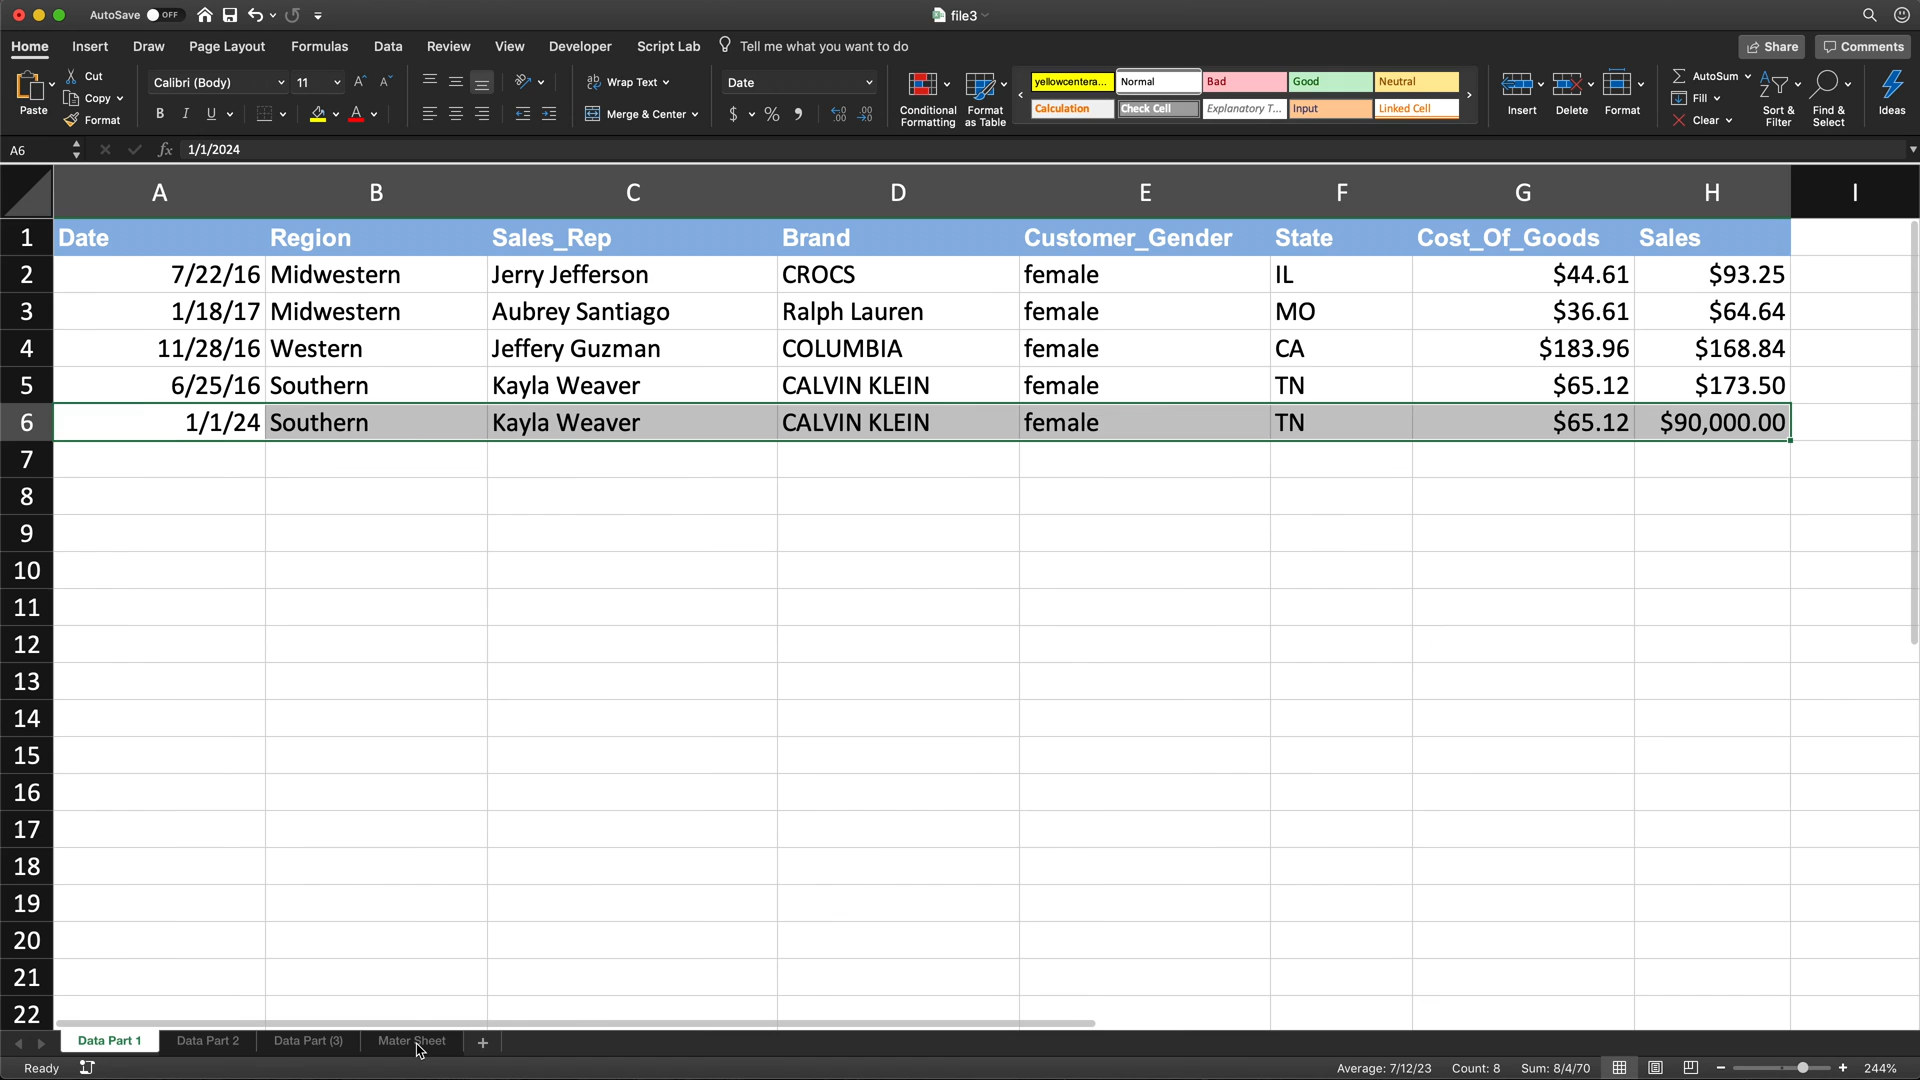 AutoSave OFF file3
Home Insert Draw Page Layout Formulas Data Review View Developer Script Lab Tell me what you want to do Share Comments
Paste Cut Copy Format
Calibri (Body) 11
B I U A
Wrap Text
Merge & Center
Date
$ % ,
Conditional Formatting
Format as Table
yellowcentera... Normal Bad Good Neutral
Calculation Check Cell Explanatory T... Input Linked Cell
Insert Delete Format
AutoSum
Fill
Clear
Sort & Filter
Find & Select
Ideas
A6 fx 1/1/2024
A B C D E F G H I
1 Date Region Sales_Rep Brand Customer_Gender State Cost_Of_Goods Sales
2 7/22/16 Midwestern Jerry Jefferson CROCS female IL $44.61 $93.25
3 1/18/17 Midwestern Aubrey Santiago Ralph Lauren female MO $36.61 $64.64
4 11/28/16 Western Jeffery Guzman COLUMBIA female CA $183.96 $168.84
5 6/25/16 Southern Kayla Weaver CALVIN KLEIN female TN $65.12 $173.50
6 1/1/24 Southern Kayla Weaver CALVIN KLEIN female TN $65.12 $90,000.00
7
8
9
10
11
12
13
14
15
16
17
18
19
20
21
22
Data Part 1 Data Part 2 Data Part (3) Mater Sheet +
Ready Average: 7/12/23 Count: 8 Sum: 8/4/70 244%